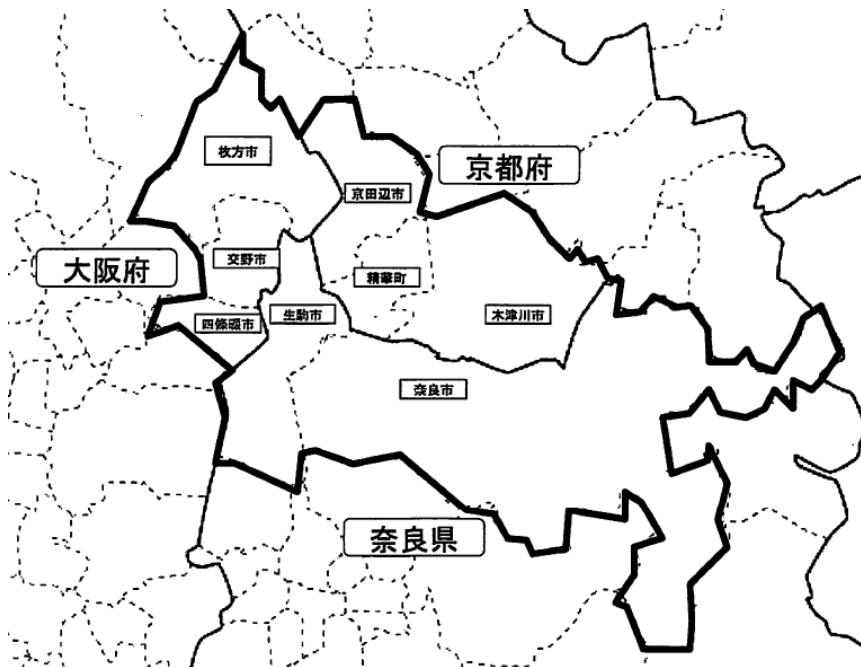 枚方市
京都府
京田辺市
大阪府
交野市
精華町
四條畷市
生駒市
木津川市
奈良市
奈良県